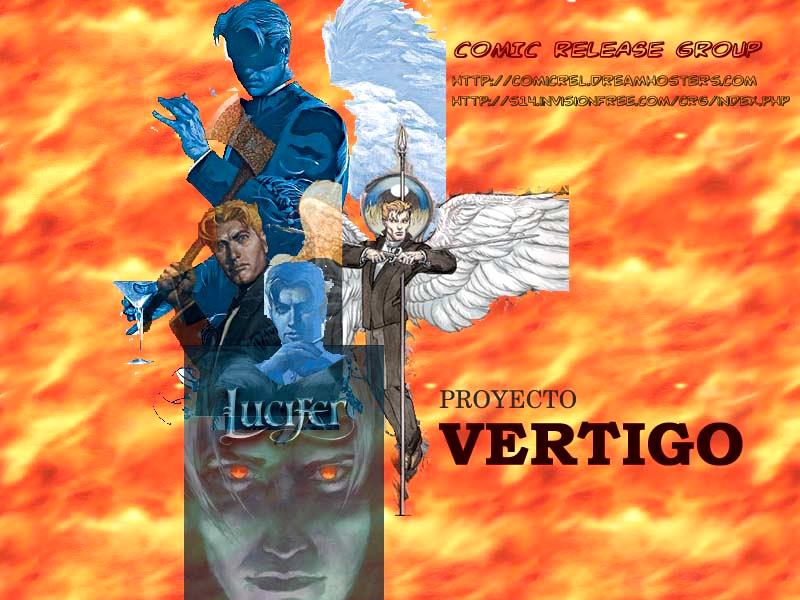 COMIC RELEASE GROUP
HTTP://COMICREL.DREAMHOSTERS.COM
HTTP://S14.INVISIONFREE.COM/CRG/INDEX.PHP
PROYECTO
VERTIGO
LUCIFER